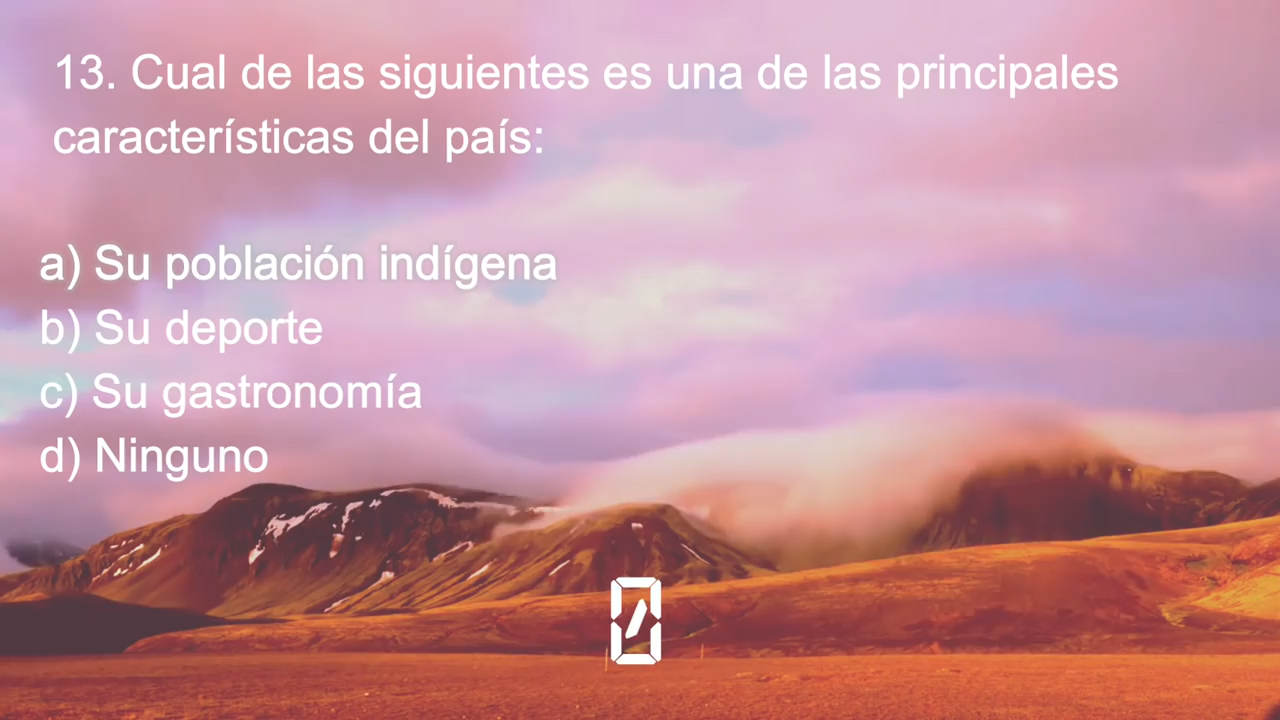 13. Cual de las siguientes es una de las principales
características del país:
a) Su población indígena
b) Su deporte
c) Su gastronomía
d) Ninguno
0